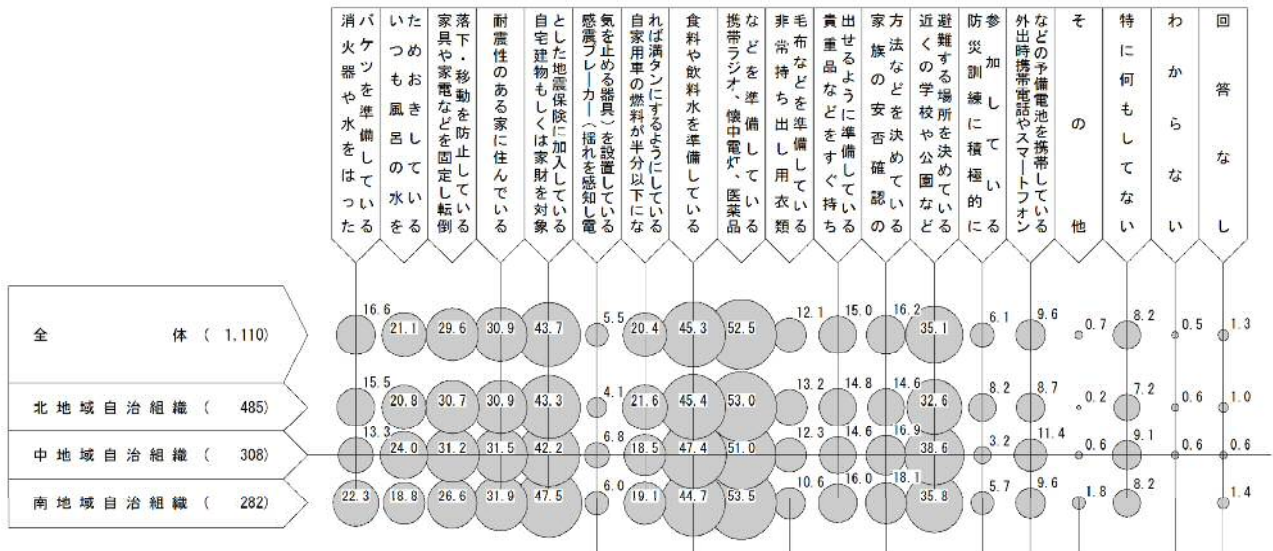 消火器や水をはった
バケツを準備している
いつも風呂の水を
ためおきしている
家具や家電などを固定し転倒
落下・移動を防止している
耐震性のある家に住んでいる
自宅建物もしくは家財を対象
とした地震保険に加入している
感震ブレーカー（揺れを感知し電
気を止める器具）を設置している
自家用車の燃料が半分以下にな
れば満タンにするようにしている
食料や飲料水を準備している
携帯ラジオ、懐中電灯、医薬品
などを準備している
非常持ち出し用衣類
毛布などを準備している
貴重品などをすぐ持ち
出せるように準備している
家族の安否確認の
方法などを決めている
近くの学校や公園など
避難する場所を決めている
防災訓練に積極的に
参加している
外出時携帯電話やスマートフォン
などの予備電池を携帯している
その他
特に何もしてない
わからない
回答なし
全体 ( 1,110) 16.6 21.1 29.6 30.9 43.7 5.5 20.4 45.3 52.5 12.1 15.0 16.2 35.1 6.1 9.6 0.7 8.2 0.5 1.3
北地域自治組織 ( 485) 15.5 20.8 30.7 30.9 43.3 4.1 21.6 45.4 53.0 13.2 14.8 14.6 32.6 8.2 8.7 0.2 7.2 0.6 1.0
中地域自治組織 ( 308) 13.3 24.0 31.2 31.5 42.2 6.8 18.5 47.4 51.0 12.3 14.6 16.9 38.6 3.2 11.4 0.6 9.1 0.6 0.6
南地域自治組織 ( 282) 22.3 18.8 26.6 31.9 47.5 6.0 19.1 44.7 53.5 10.6 16.0 18.1 35.8 5.7 9.6 1.8 8.2 1.4